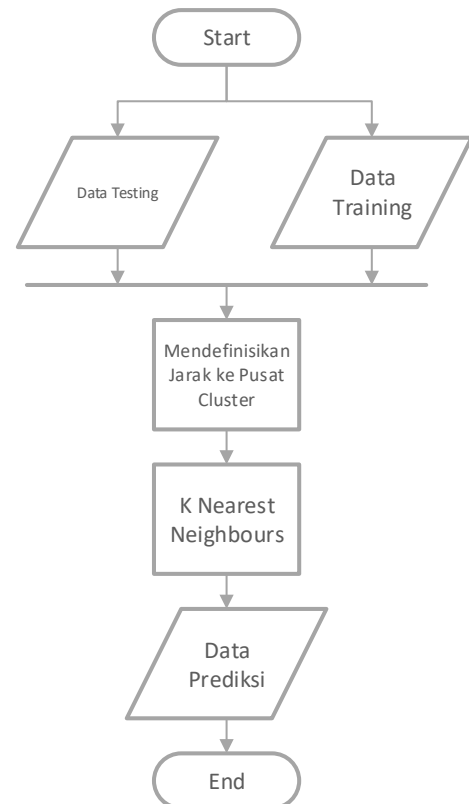 Start
Data Testing
Data
Training
Mendefinisikan
Jarak ke Pusat
Cluster
K Nearest
Neighbours
Data
Prediksi
End